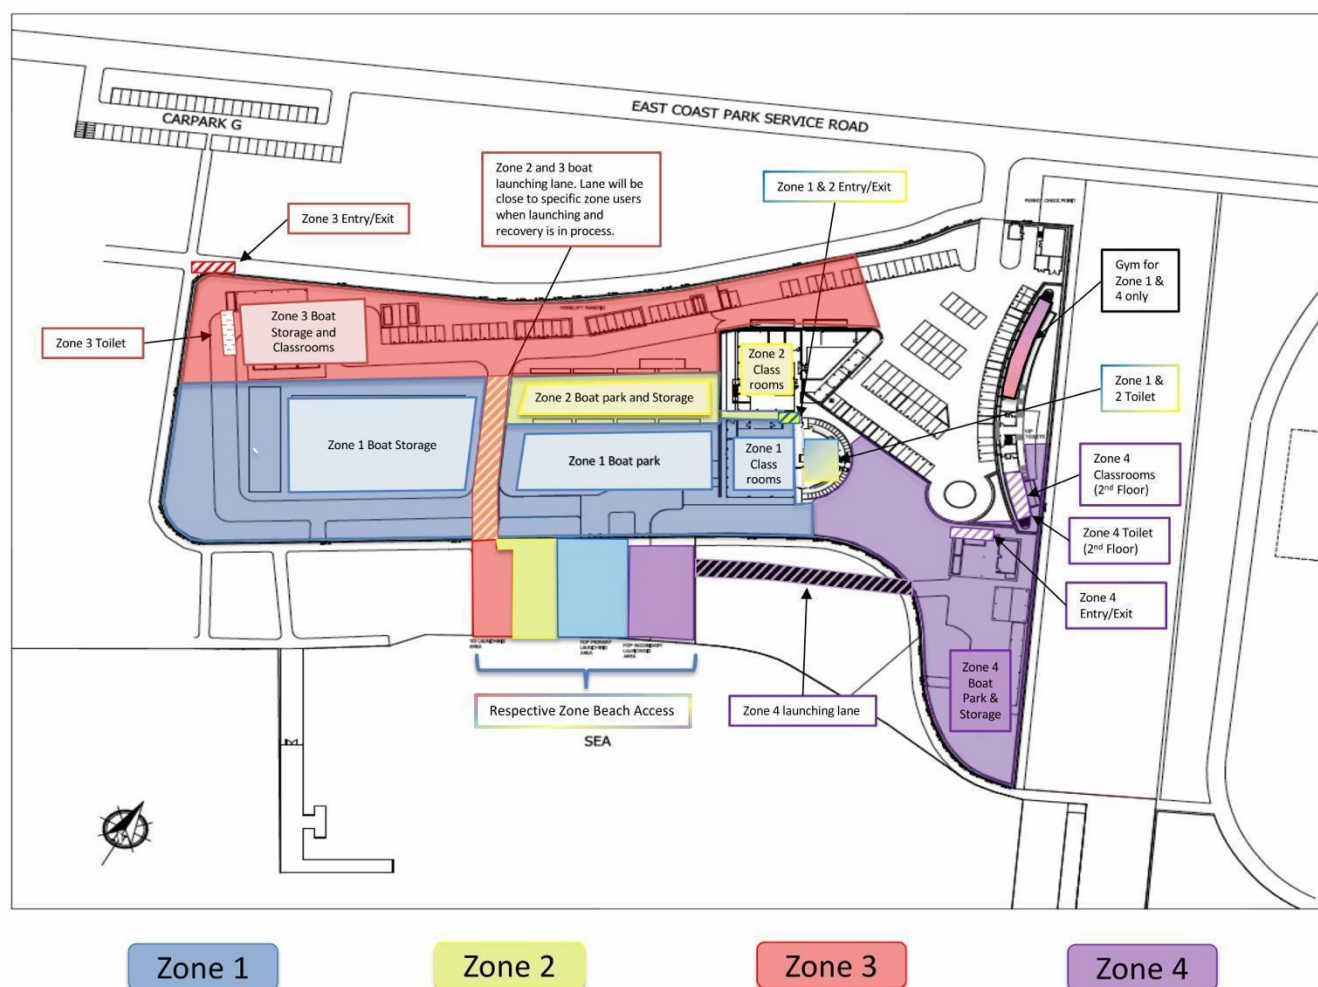 EAST COAST PARK SERVICE ROAD
CARPARK G
Zone 2 and 3 boat
launching lane. Lane will be
close to specific zone users
when launching and
recovery is in process.
Zone 1 & 2 Entry/Exit
Zone 3 Entry/Exit
Gym for
Zone 1 &
4 only
Zone 3 Toilet
Zone 3 Boat
Storage and
Classrooms
Zone 2
Class
rooms
Zone 1 &
2 Toilet
Zone 2 Boat park and Storage
Zone 1 Boat Storage
Zone 1 Boat park
Zone 1
Class
rooms
Zone 4
Classrooms
(2nd Floor)
Zone 4 Toilet
(2nd Floor)
Zone 4
Entry/Exit
Zone 4
Boat
Park &
Storage
Respective Zone Beach Access
Zone 4 launching lane
SEA
Zone 1
Zone 2
Zone 3
Zone 4